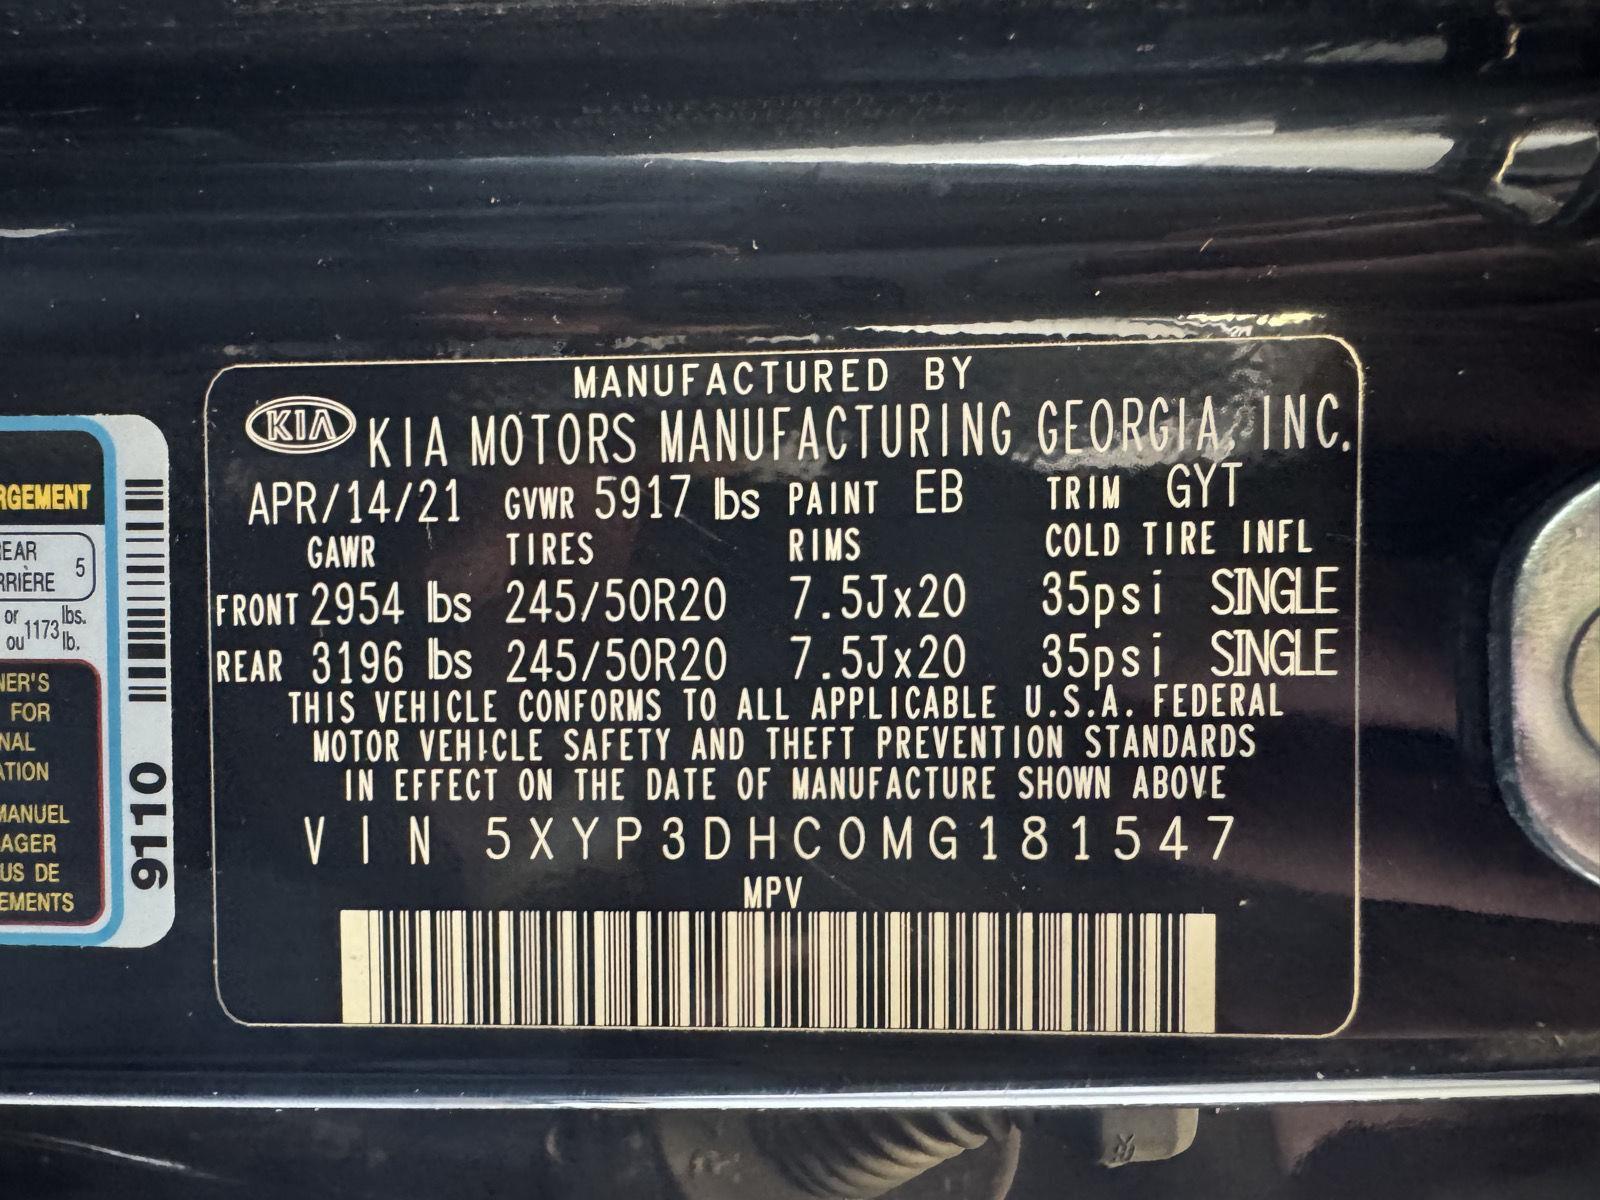 MANUFACTURED BY
KIA KIA MOTORS MANUFACTURING GEORGIA, INC.
APR/14/21 GVWR 5917 lbs PAINT EB TRIM GYT
GAWR TIRES RIMS COLD TIRE INFL
FRONT 2954 lbs 245/50R20 7.5Jx20 35psi SINGLE
REAR 3196 lbs 245/50R20 7.5Jx20 35psi SINGLE
THIS VEHICLE CONFORMS TO ALL APPLICABLE U.S.A. FEDERAL
MOTOR VEHICLE SAFETY AND THEFT PREVENTION STANDARDS
IN EFFECT ON THE DATE OF MANUFACTURE SHOWN ABOVE
VIN 5XYP3DHC0MG181547
MPV
RGEMENT
REAR
RRIÈRE 5
or 1173 lbs.
ou lb.
NER'S
FOR
NAL
ATION
MANUEL
AGER
US DE
EMENTS
9110